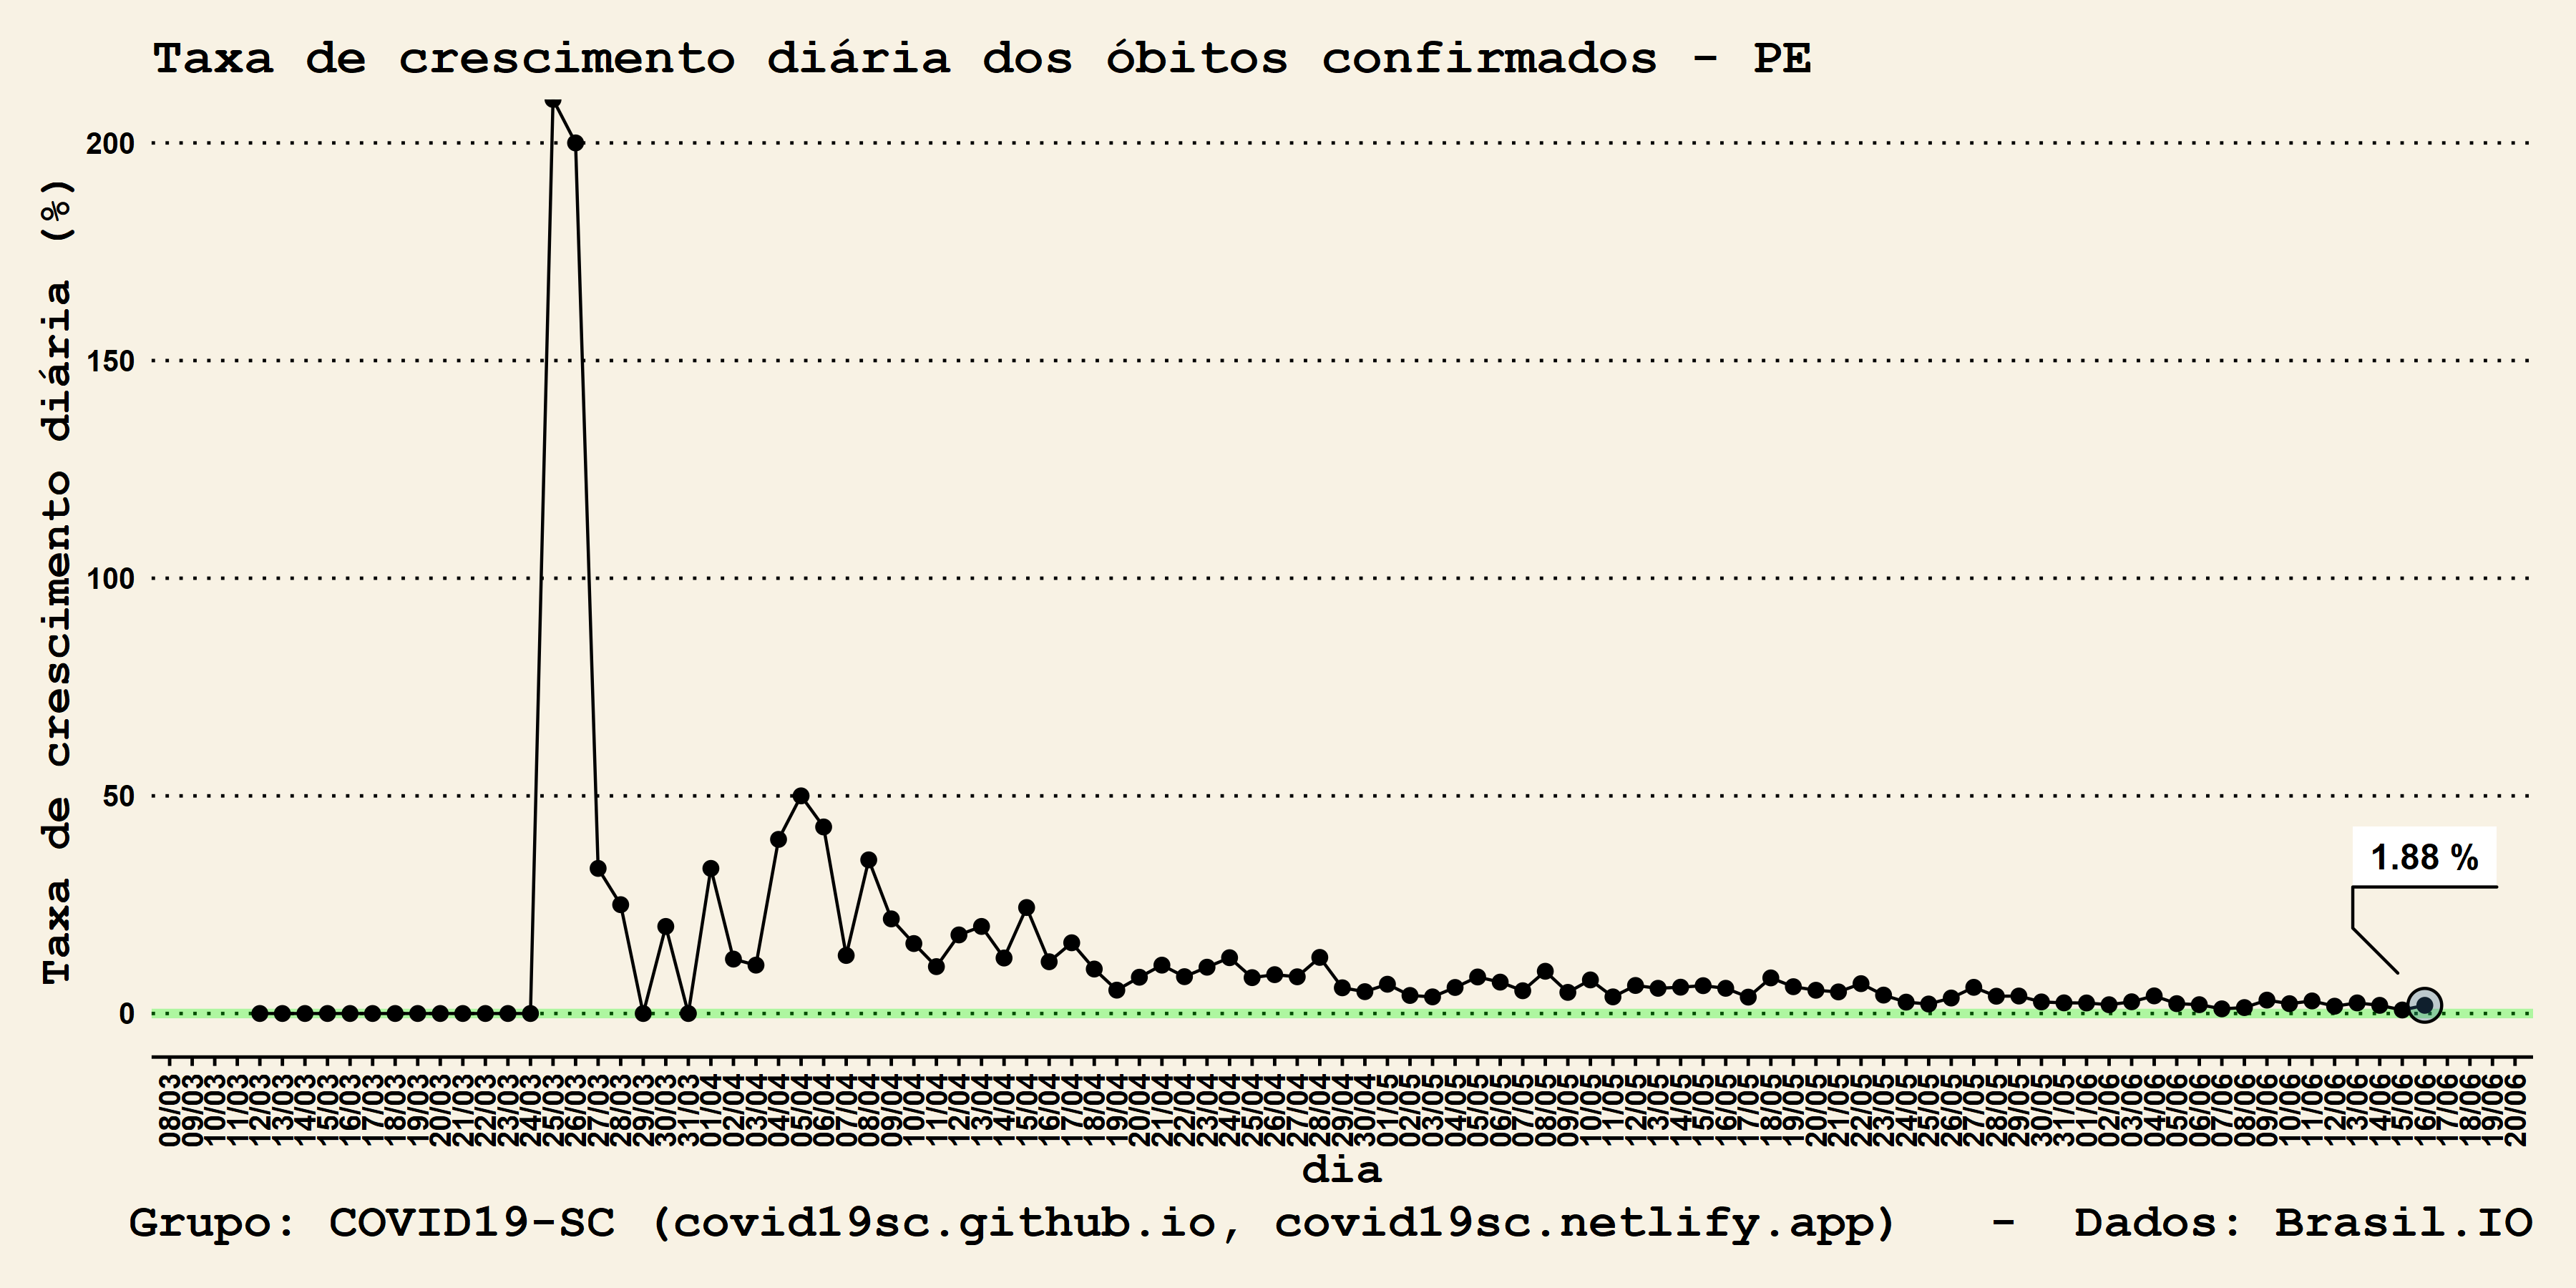 Taxa de crescimento diária dos óbitos confirmados - PE
Taxa de crescimento diária (%)
200
150
100
50
0
1.88 %
08/03 09/03 10/03 11/03 12/03 13/03 14/03 15/03 16/03 17/03 18/03 19/03 20/03 21/03 22/03 23/03 24/03 25/03 26/03 27/03 28/03 29/03 30/03 31/03 01/04 02/04 03/04 04/04 05/04 06/04 07/04 08/04 09/04 10/04 11/04 12/04 13/04 14/04 15/04 16/04 17/04 18/04 19/04 20/04 21/04 22/04 23/04 24/04 25/04 26/04 27/04 28/04 29/04 30/04 01/05 02/05 03/05 04/05 05/05 06/05 07/05 08/05 09/05 10/05 11/05 12/05 13/05 14/05 15/05 16/05 17/05 18/05 19/05 20/05 21/05 22/05 23/05 24/05 25/05 26/05 27/05 28/05 29/05 30/05 31/05 01/06 02/06 03/06 04/06 05/06 06/06 07/06 08/06 09/06 10/06 11/06 12/06 13/06 14/06 15/06 16/06 17/06 18/06 19/06 20/06
dia
Grupo: COVID19-SC (covid19sc.github.io, covid19sc.netlify.app) - Dados: Brasil.IO